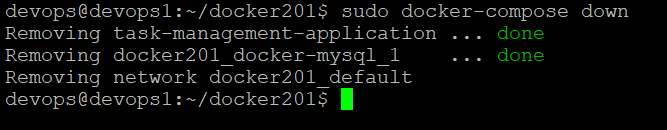 devops@devops1:~/docker201$ sudo docker-compose down
Removing task-management-application ... done
Removing docker201_docker-mysql_1    ... done
Removing network docker201_default
devops@devops1:~/docker201$